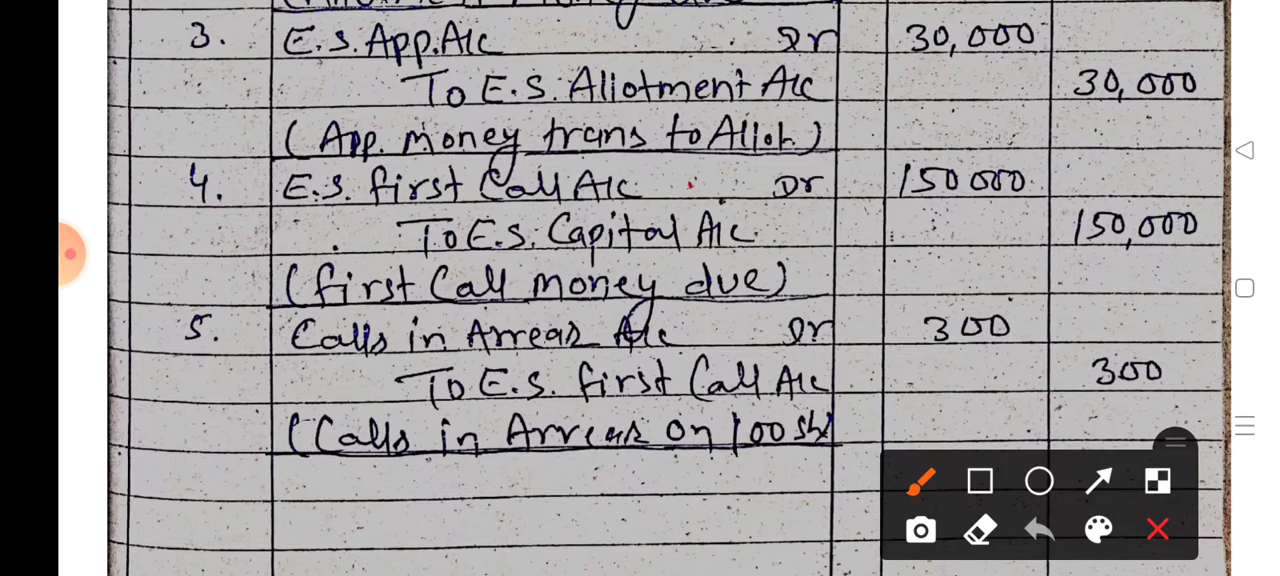 3. E.S. App. A/c Dr 30,000
To E.S. Allotment A/c 30,000
(App. money trans to Allot.)
4. E.S. first Call A/c Dr 150000
To E.S. Capital A/c. 150,000
(first Call money due)
5. Calls in Arrear A/c Dr 300
To E.S. first Call A/c 300
(Calls in Arrear on 100 sh)